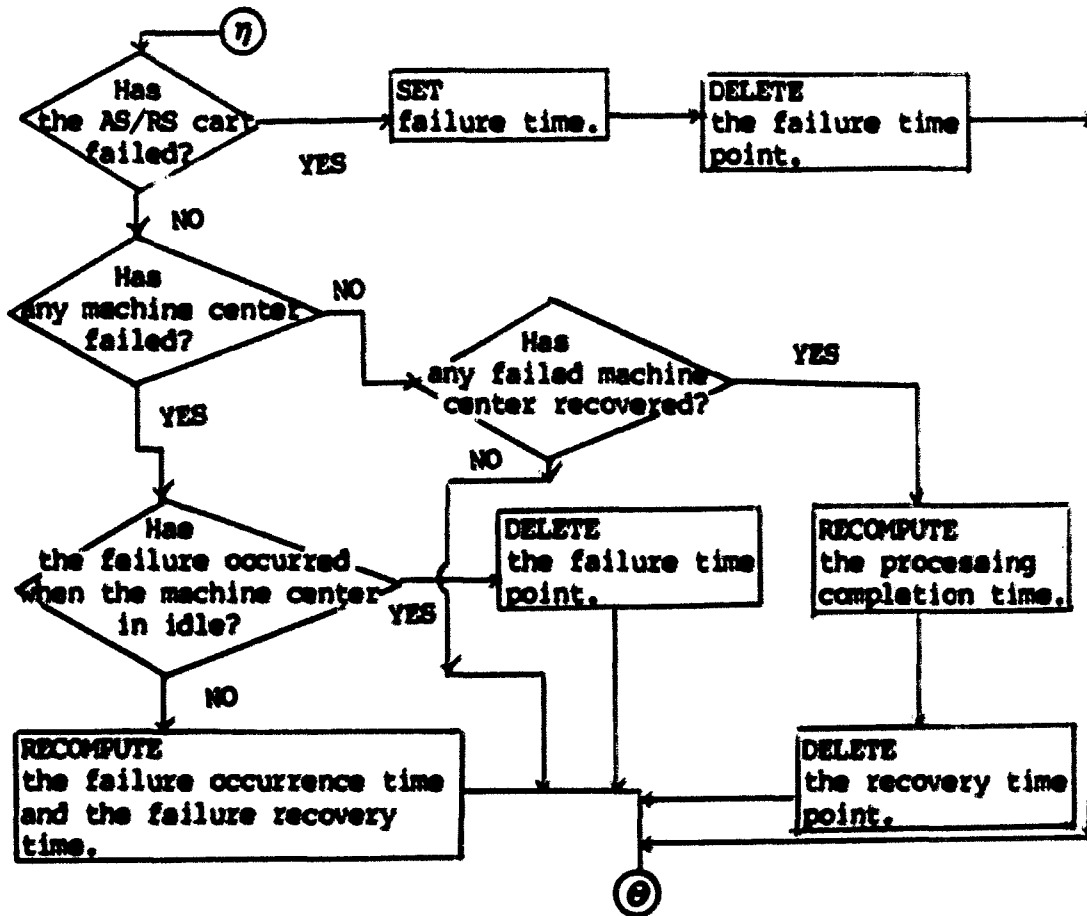 η
Has
the AS/RS cart
failed?
YES
SET
failure time.
DELETE
the failure time
point.
NO
Has
any machine center
failed?
NO
Has
any failed machine
center recovered?
YES
YES
NO
Has
the failure occurred
when the machine center
in idle?
YES
DELETE
the failure time
point.
RECOMPUTE
the processing
completion time.
NO
RECOMPUTE
the failure occurrence time
and the failure recovery
time.
DELETE
the recovery time
point.
Θ